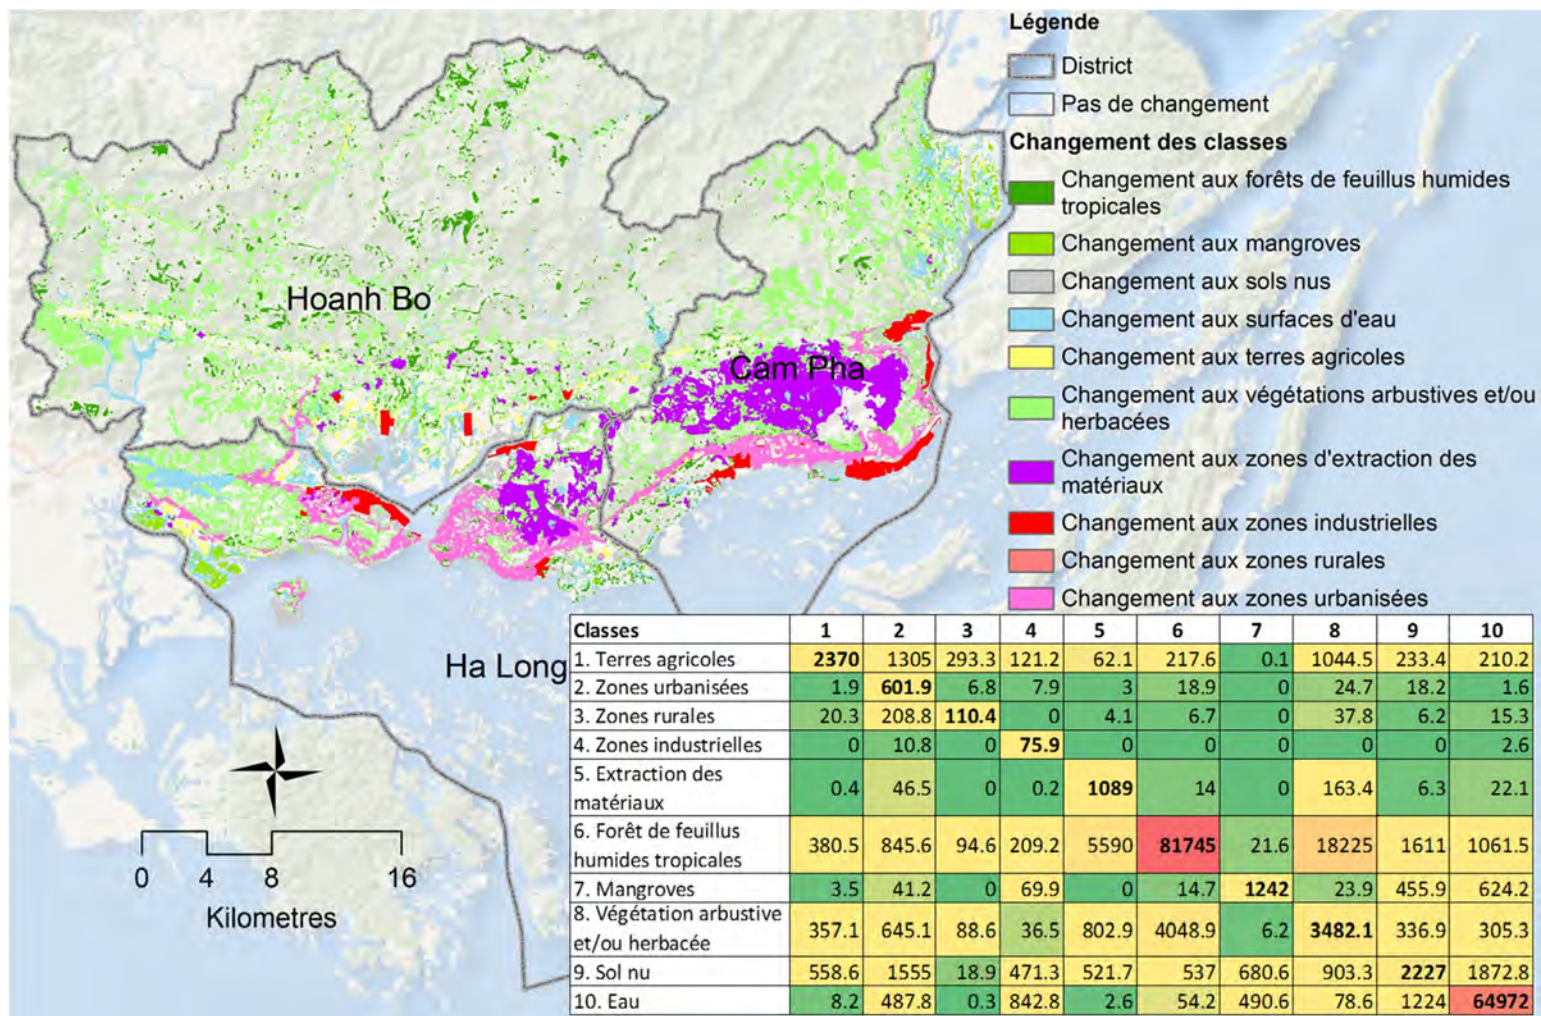 Légende
District
Pas de changement
Changement des classes
Changement aux forêts de feuillus humides
tropicales
Changement aux mangroves
Changement aux sols nus
Changement aux surfaces d'eau
Changement aux terres agricoles
Changement aux végétations arbustives et/ou
herbacées
Changement aux zones d'extraction des
matériaux
Changement aux zones industrielles
Changement aux zones rurales
Changement aux zones urbanisées
Hoanh Bo
Cam Pha
Ha Long
0 4 8 16
Kilometres
Classes 1 2 3 4 5 6 7 8 9 10
1. Terres agricoles 2370 1305 293.3 121.2 62.1 217.6 0.1 1044.5 233.4 210.2
2. Zones urbanisées 1.9 601.9 6.8 7.9 3 18.9 0 24.7 18.2 1.6
3. Zones rurales 20.3 208.8 110.4 0 4.1 6.7 0 37.8 6.2 15.3
4. Zones industrielles 0 10.8 0 75.9 0 0 0 0 0 2.6
5. Extraction des
matériaux 0.4 46.5 0 0.2 1089 14 0 163.4 6.3 22.1
6. Forêt de feuillus
humides tropicales 380.5 845.6 94.6 209.2 5590 81745 21.6 18225 1611 1061.5
7. Mangroves 3.5 41.2 0 69.9 0 14.7 1242 23.9 455.9 624.2
8. Végétation arbustive
et/ou herbacée 357.1 645.1 88.6 36.5 802.9 4048.9 6.2 3482.1 336.9 305.3
9. Sol nu 558.6 1555 18.9 471.3 521.7 537 680.6 903.3 2227 1872.8
10. Eau 8.2 487.8 0.3 842.8 2.6 54.2 490.6 78.6 1224 64972